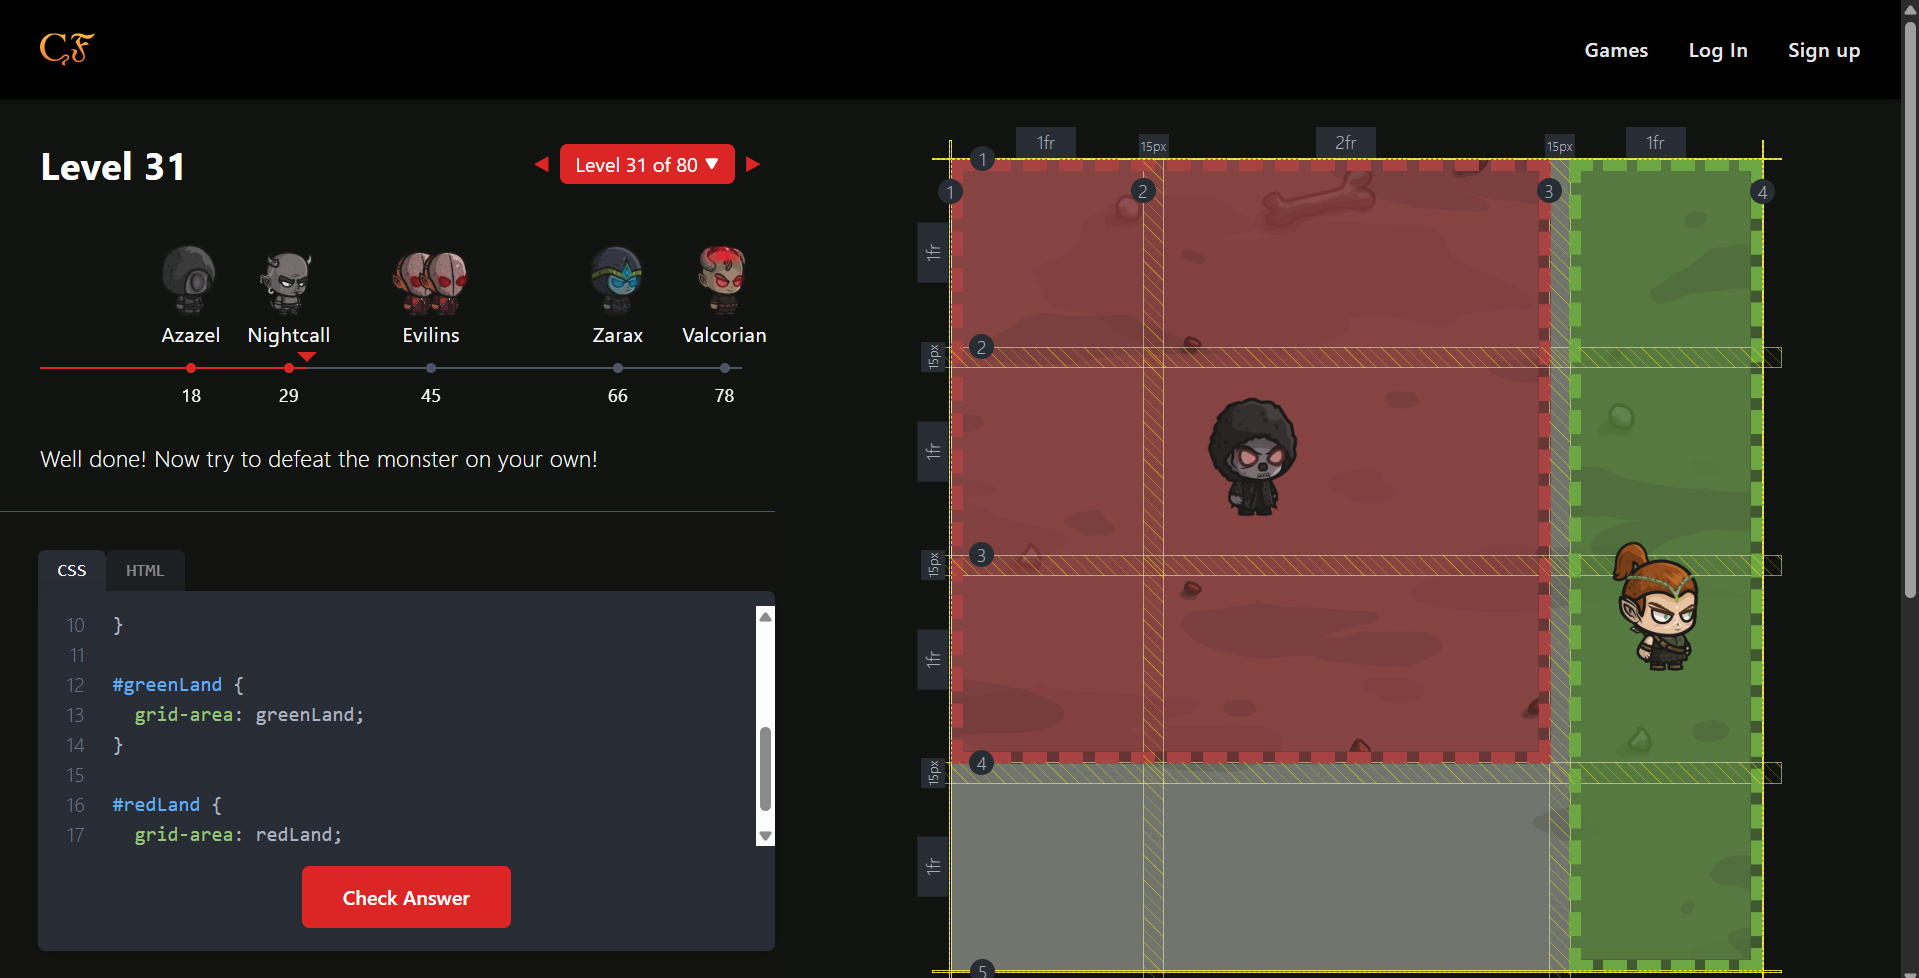 CF
Games
Log In
Sign up
Level 31
Level 31 of 80
Azazel
Nightcall
Evilins
Zarax
Valcorian
18
29
45
66
78
Well done! Now try to defeat the monster on your own!
CSS
HTML
10 }
11
12 #greenLand {
13 grid-area: greenLand;
14 }
15
16 #redLand {
17 grid-area: redLand;
Check Answer
1fr
15px
2fr
15px
1fr
1
1
2
3
4
1fr
15px
2
1fr
15px
3
1fr
15px
4
1fr
5